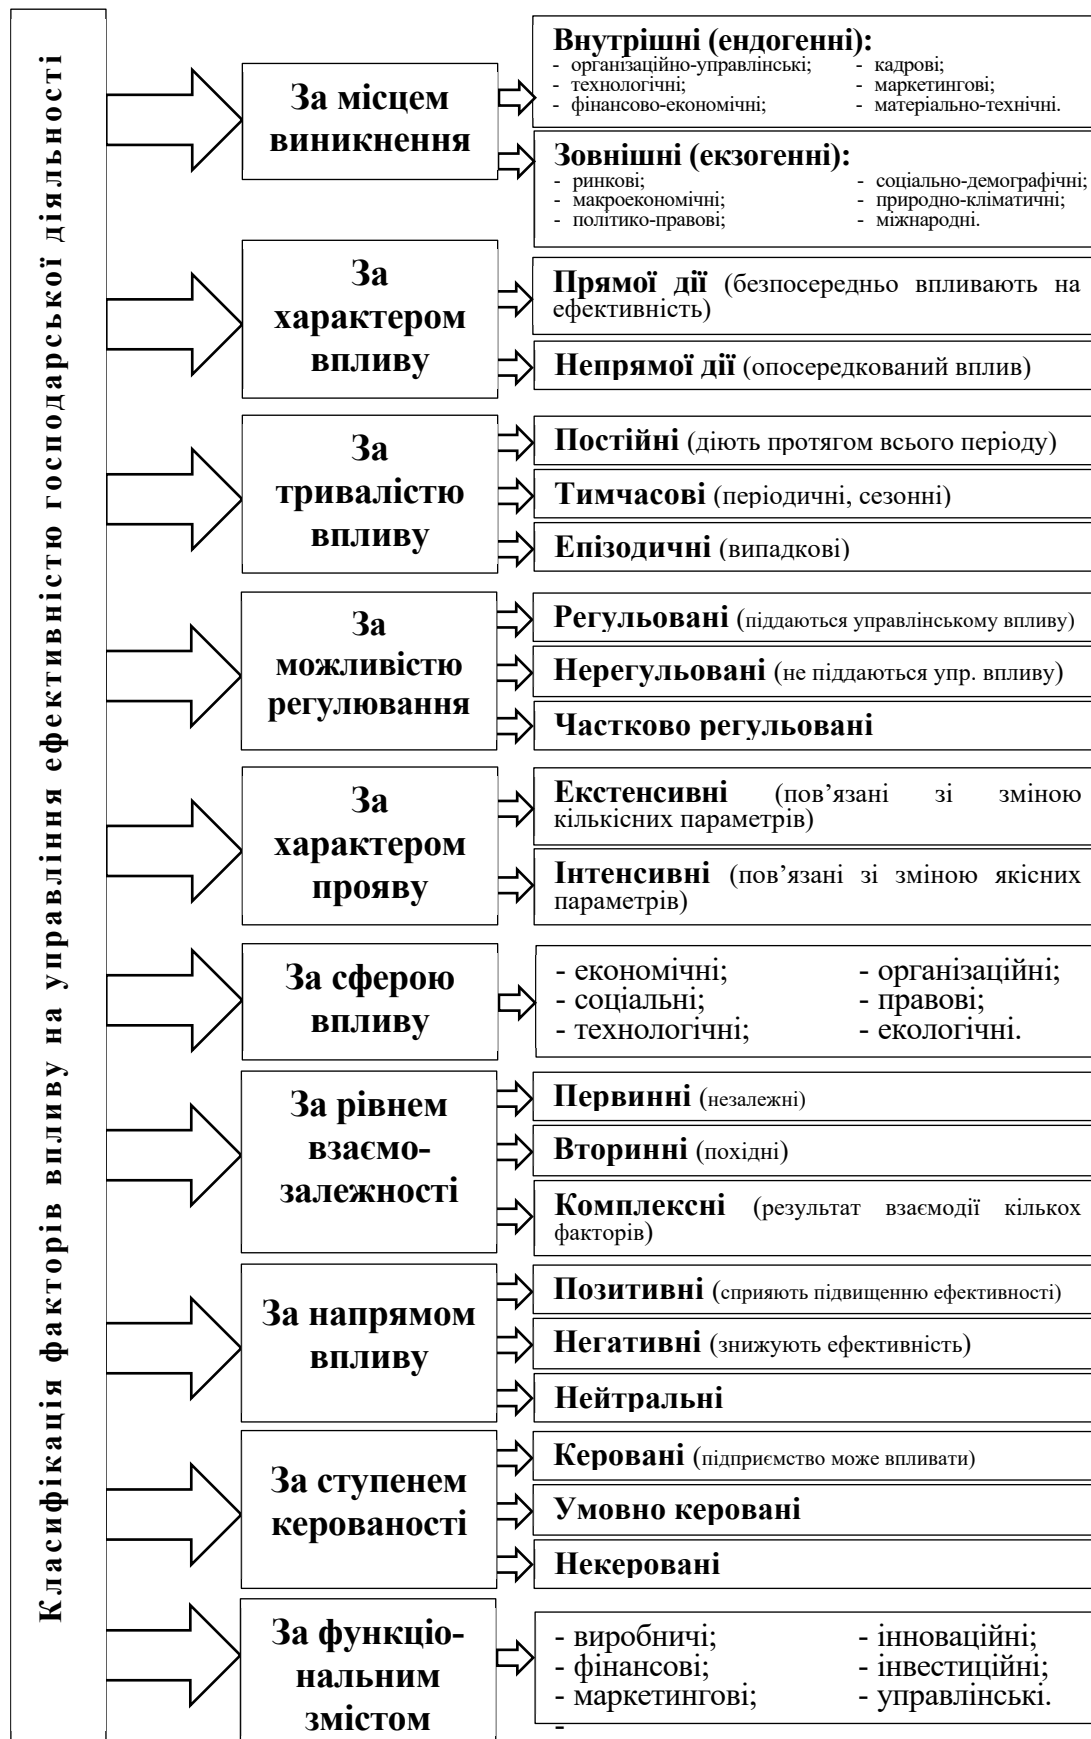 Класифікація факторів впливу на управління ефективністю господарської діяльності
За місцем
виникнення
Внутрішні (ендогенні):
- організаційно-управлінські;
- технологічні;
- фінансово-економічні;
- кадрові;
- маркетингові;
- матеріально-технічні.
Зовнішні (екзогенні):
- ринкові;
- макроекономічні;
- політико-правові;
- соціально-демографічні;
- природно-кліматичні;
- міжнародні.
За
характером
впливу
Прямої дії (безпосередньо впливають на
ефективність)
Непрямої дії (опосередкований вплив)
За
тривалістю
впливу
Постійні (діють протягом всього періоду)
Тимчасові (періодичні, сезонні)
Епізодичні (випадкові)
За
можливістю
регулювання
Регульовані (піддаються управлінському впливу)
Нерегульовані (не піддаються упр. впливу)
Частково регульовані
За
характером
прояву
Екстенсивні (пов’язані зі зміною
кількісних параметрів)
Інтенсивні (пов’язані зі зміною якісних
параметрів)
За сферою
впливу
- економічні;
- соціальні;
- технологічні;
- організаційні;
- правові;
- екологічні.
За рівнем
взаємо-
залежності
Первинні (незалежні)
Вторинні (похідні)
Комплексні (результат взаємодії кількох
факторів)
За напрямом
впливу
Позитивні (сприяють підвищенню ефективності)
Негативні (знижують ефективність)
Нейтральні
За ступенем
керованості
Керовані (підприємство може впливати)
Умовно керовані
Некеровані
За функціо-
нальним
змістом
- виробничі;
- фінансові;
- маркетингові;
-
- інноваційні;
- інвестиційні;
- управлінські.